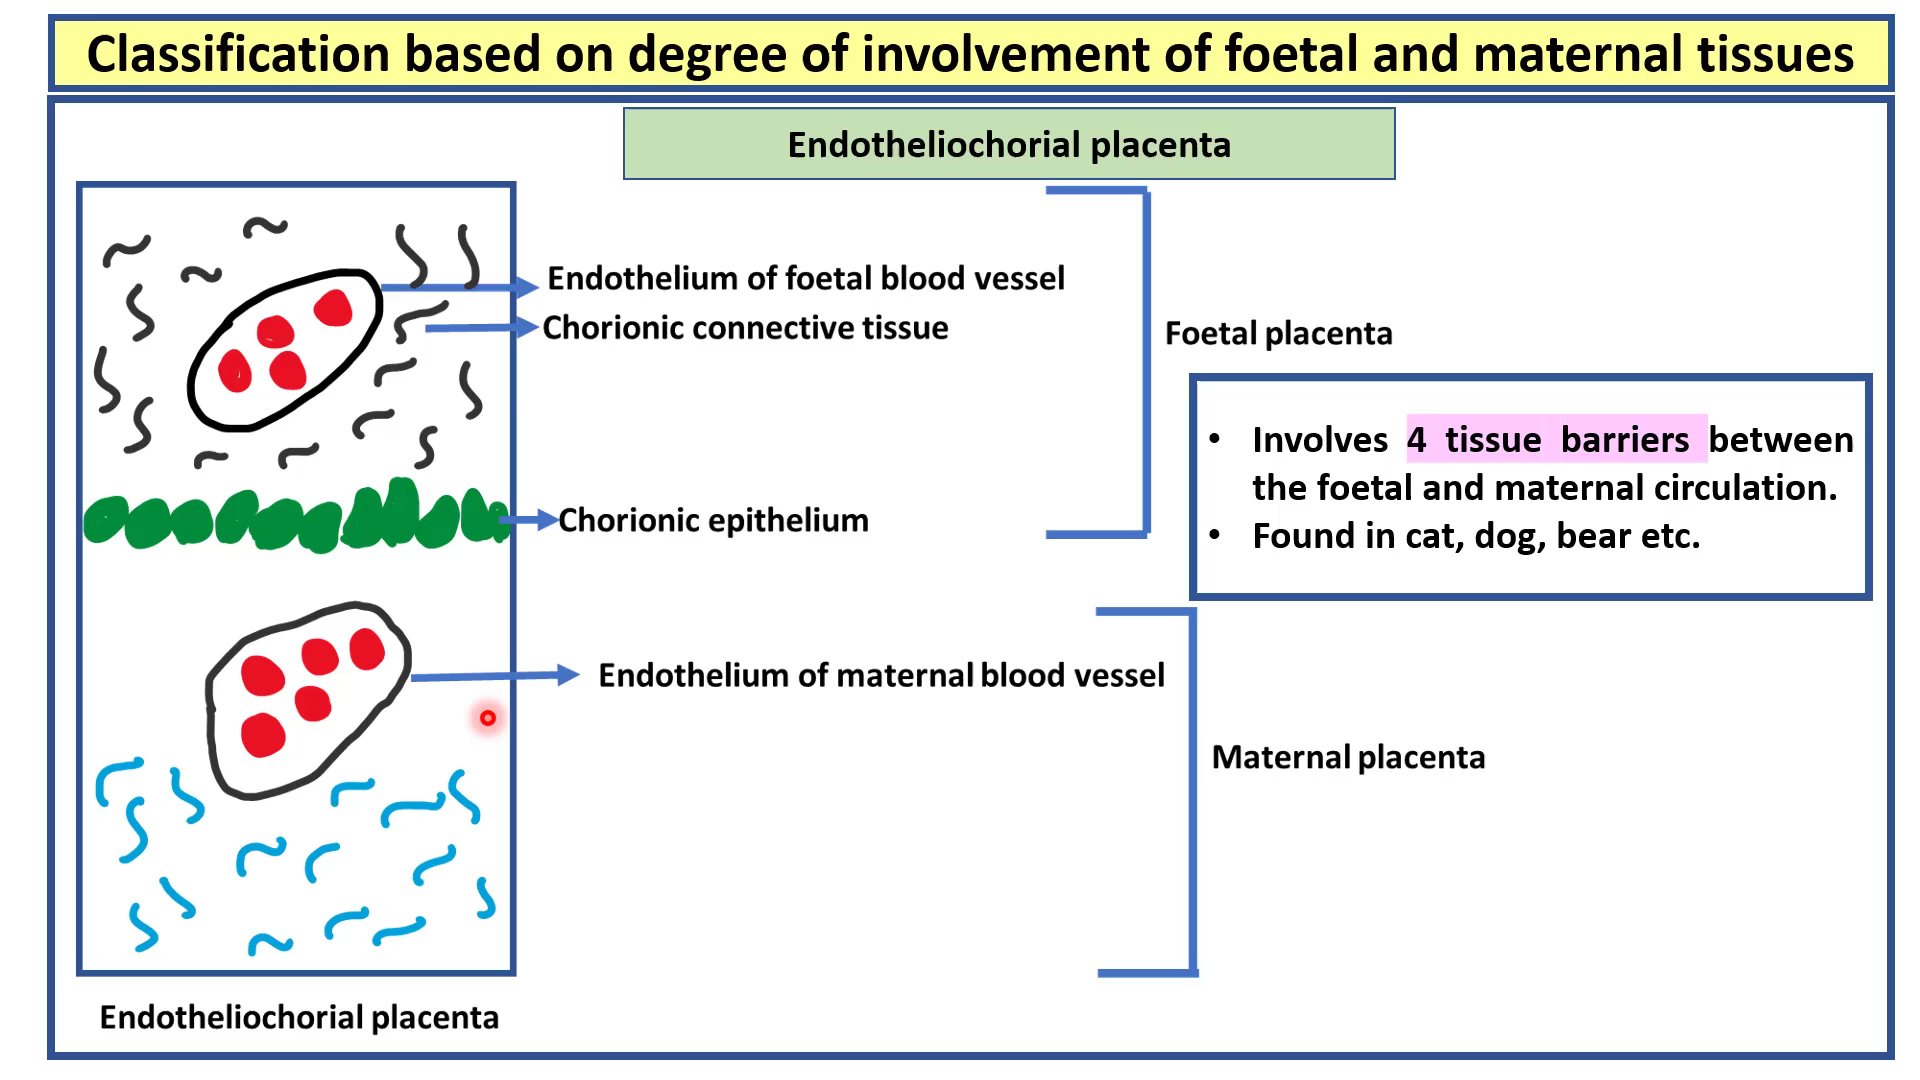 Classification based on degree of involvement of foetal and maternal tissues
Endotheliochorial placenta
Endothelium of foetal blood vessel
Chorionic connective tissue
Foetal placenta
• Involves 4 tissue barriers between
the foetal and maternal circulation.
• Found in cat, dog, bear etc.
Chorionic epithelium
Endothelium of maternal blood vessel
Maternal placenta
Endotheliochorial placenta